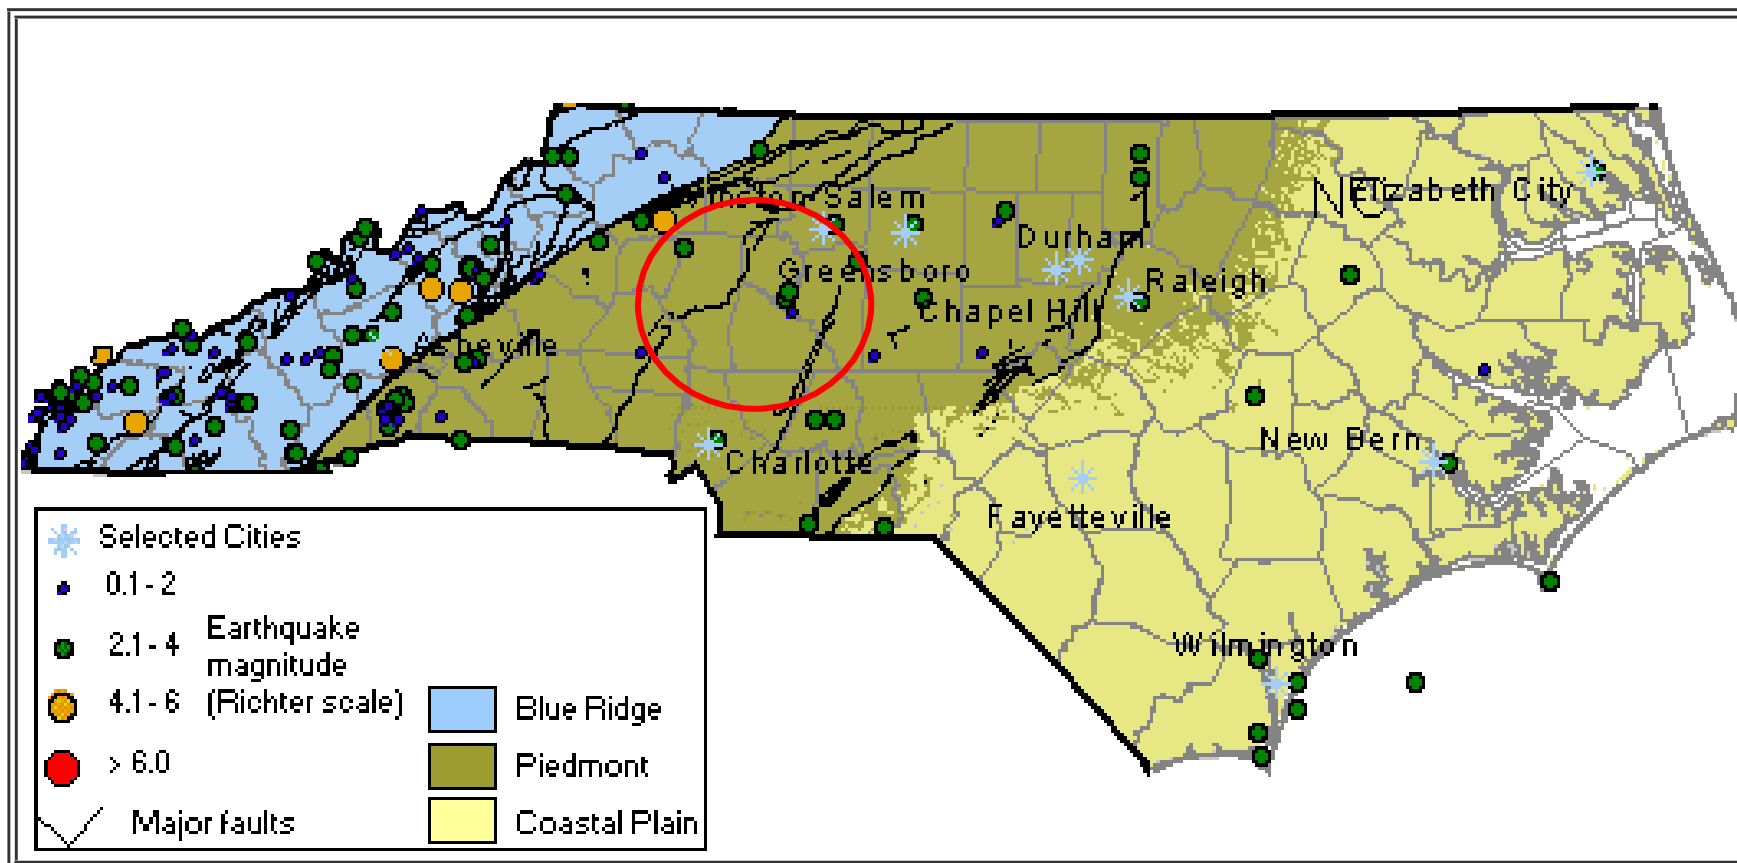 Winston Salem
NC
Elizabeth City
Durham
Greensboro
Raleigh
Chapel Hill
Asheville
New Bern
Charlotte
Fayetteville
Wilmington
Selected Cities
0.1 - 2
2.1 - 4
Earthquake
magnitude
4.1 - 6
(Richter scale)
> 6.0
Major faults
Blue Ridge
Piedmont
Coastal Plain